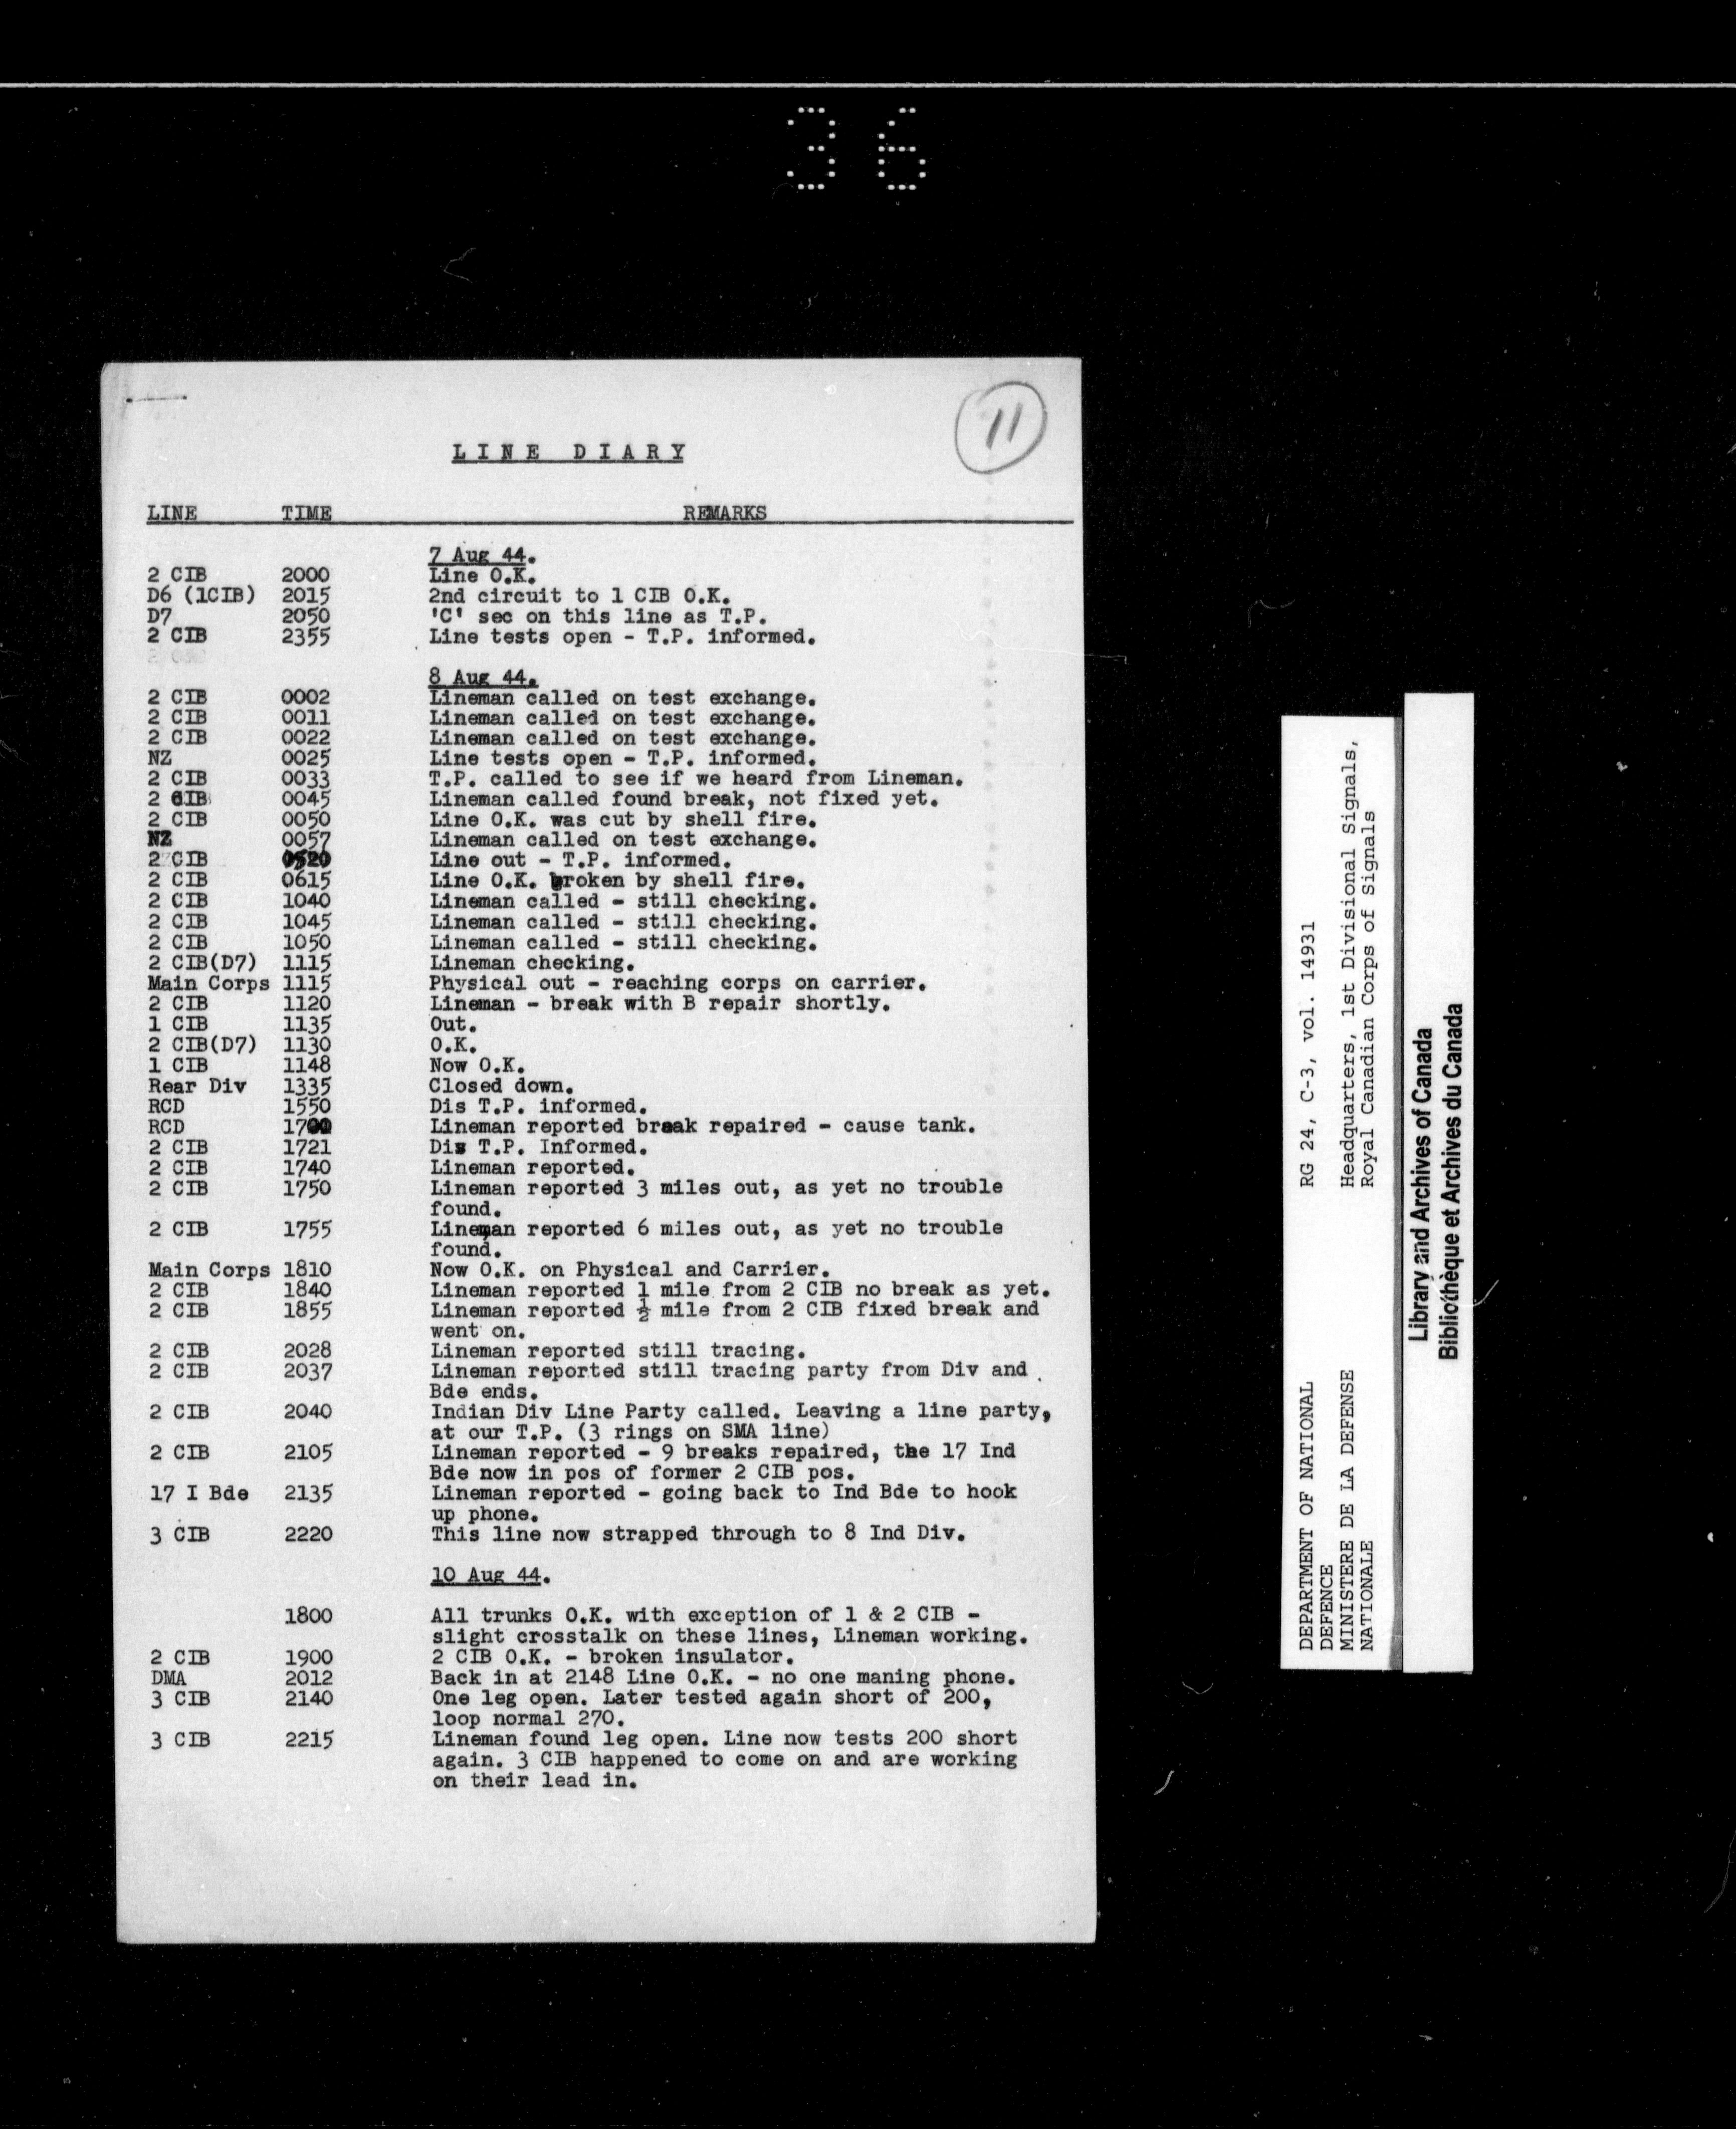 36
11
LINE DIARY
LINE TIME REMARKS
7 Aug 44.
2 CIB 2000 Line O.K.
D6 (1CIB) 2015 2nd circuit to 1 CIB O.K.
D7 2050 'C' sec on this line as T.P.
2 CIB 2355 Line tests open - T.P. informed.
8 Aug 44.
2 CIB 0002 Lineman called on test exchange.
2 CIB 0011 Lineman called on test exchange.
2 CIB 0022 Lineman called on test exchange.
NZ 0025 Line tests open - T.P. informed.
2 CIB 0033 T.P. called to see if we heard from Lineman.
2 CIB 0045 Lineman called found break, not fixed yet.
2 CIB 0050 Line O.K. was cut by shell fire.
NZ 0057 Lineman called on test exchange.
2 CIB 0520 Line out - T.P. informed.
2 CIB 0615 Line O.K. broken by shell fire.
2 CIB 1040 Lineman called - still checking.
2 CIB 1045 Lineman called - still checking.
2 CIB 1050 Lineman called - still checking.
2 CIB(D7) 1115 Lineman checking.
Main Corps 1115 Physical out - reaching corps on carrier.
2 CIB 1120 Lineman - break with B repair shortly.
1 CIB 1135 Out.
2 CIB(D7) 1130 O.K.
1 CIB 1148 Now O.K.
Rear Div 1335 Closed down.
RCD 1550 Dis T.P. informed.
RCD 1700 Lineman reported break repaired - cause tank.
2 CIB 1721 Dis T.P. Informed.
2 CIB 1740 Lineman reported.
2 CIB 1750 Lineman reported 3 miles out, as yet no trouble
found.
2 CIB 1755 Lineman reported 6 miles out, as yet no trouble
found.
Main Corps 1810 Now O.K. on Physical and Carrier.
2 CIB 1840 Lineman reported 1 mile from 2 CIB no break as yet.
2 CIB 1855 Lineman reported ½ mile from 2 CIB fixed break and
went on.
2 CIB 2028 Lineman reported still tracing.
2 CIB 2037 Lineman reported still tracing party from Div and
Bde ends.
2 CIB 2040 Indian Div Line Party called. Leaving a line party,
at our T.P. (3 rings on SMA line)
2 CIB 2105 Lineman reported - 9 breaks repaired, the 17 Ind
Bde now in pos of former 2 CIB pos.
17 I Bde 2135 Lineman reported - going back to Ind Bde to hook
up phone.
3 CIB 2220 This line now strapped through to 8 Ind Div.
10 Aug 44.
1800 All trunks O.K. with exception of 1 & 2 CIB -
slight crosstalk on these lines, Lineman working.
2 CIB 1900 2 CIB O.K. - broken insulator.
DMA 2012 Back in at 2148 Line O.K. - no one maning phone.
3 CIB 2140 One leg open. Later tested again short of 200,
loop normal 270.
3 CIB 2215 Lineman found leg open. Line now tests 200 short
again. 3 CIB happened to come on and are working
on their lead in.
DEPARTMENT OF NATIONAL RG 24, C-3, vol. 14931
DEFENCE
MINISTERE DE LA DEFENSE Headquarters, 1st Divisional Signals,
NATIONALE Royal Canadian Corps of Signals
Library and Archives of Canada
Bibliothèque et Archives du Canada